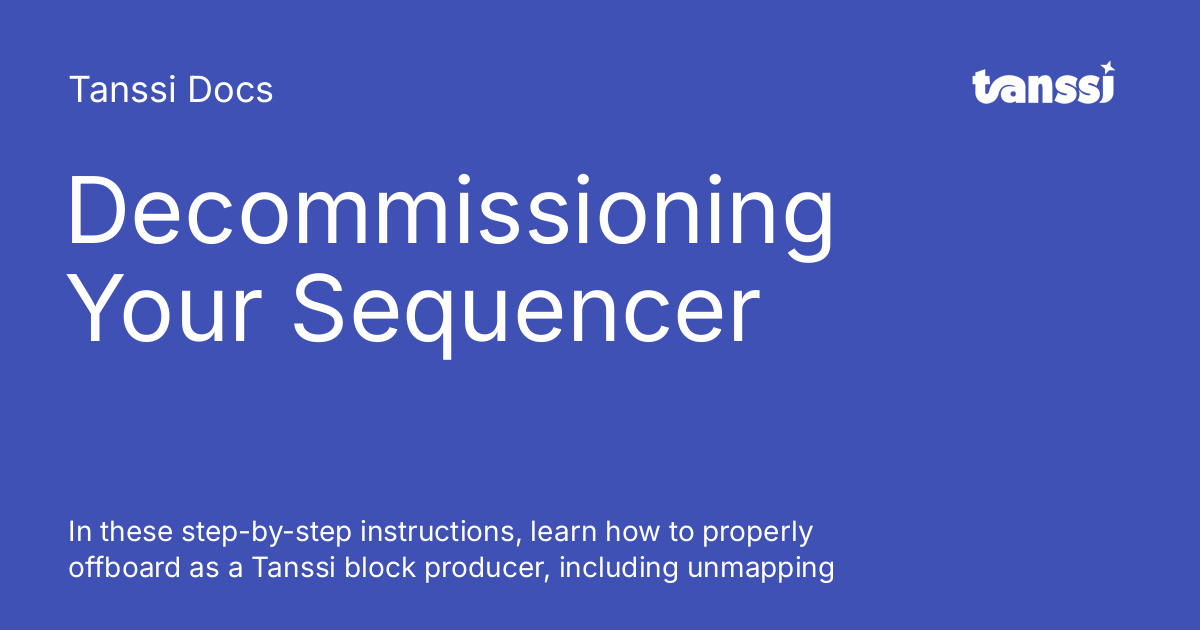 Tanssi Docs
tanssi
Decommissioning
Your Sequencer
In these step-by-step instructions, learn how to properly
offboard as a Tanssi block producer, including unmapping